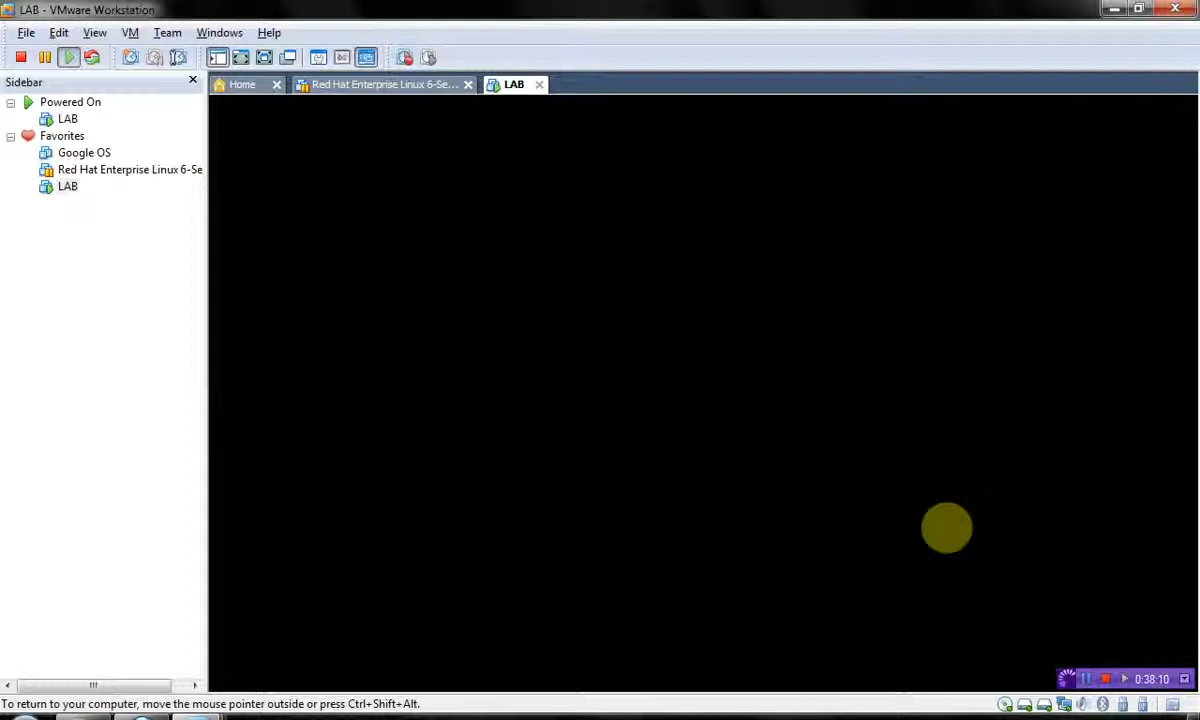 LAB - VMware Workstation
File Edit View VM Team Windows Help
Sidebar
Home Red Hat Enterprise Linux 6-Se... LAB
Powered On
LAB
Favorites
Google OS
Red Hat Enterprise Linux 6-Se
LAB
0:38:10
To return to your computer, move the mouse pointer outside or press Ctrl+Shift+Alt.